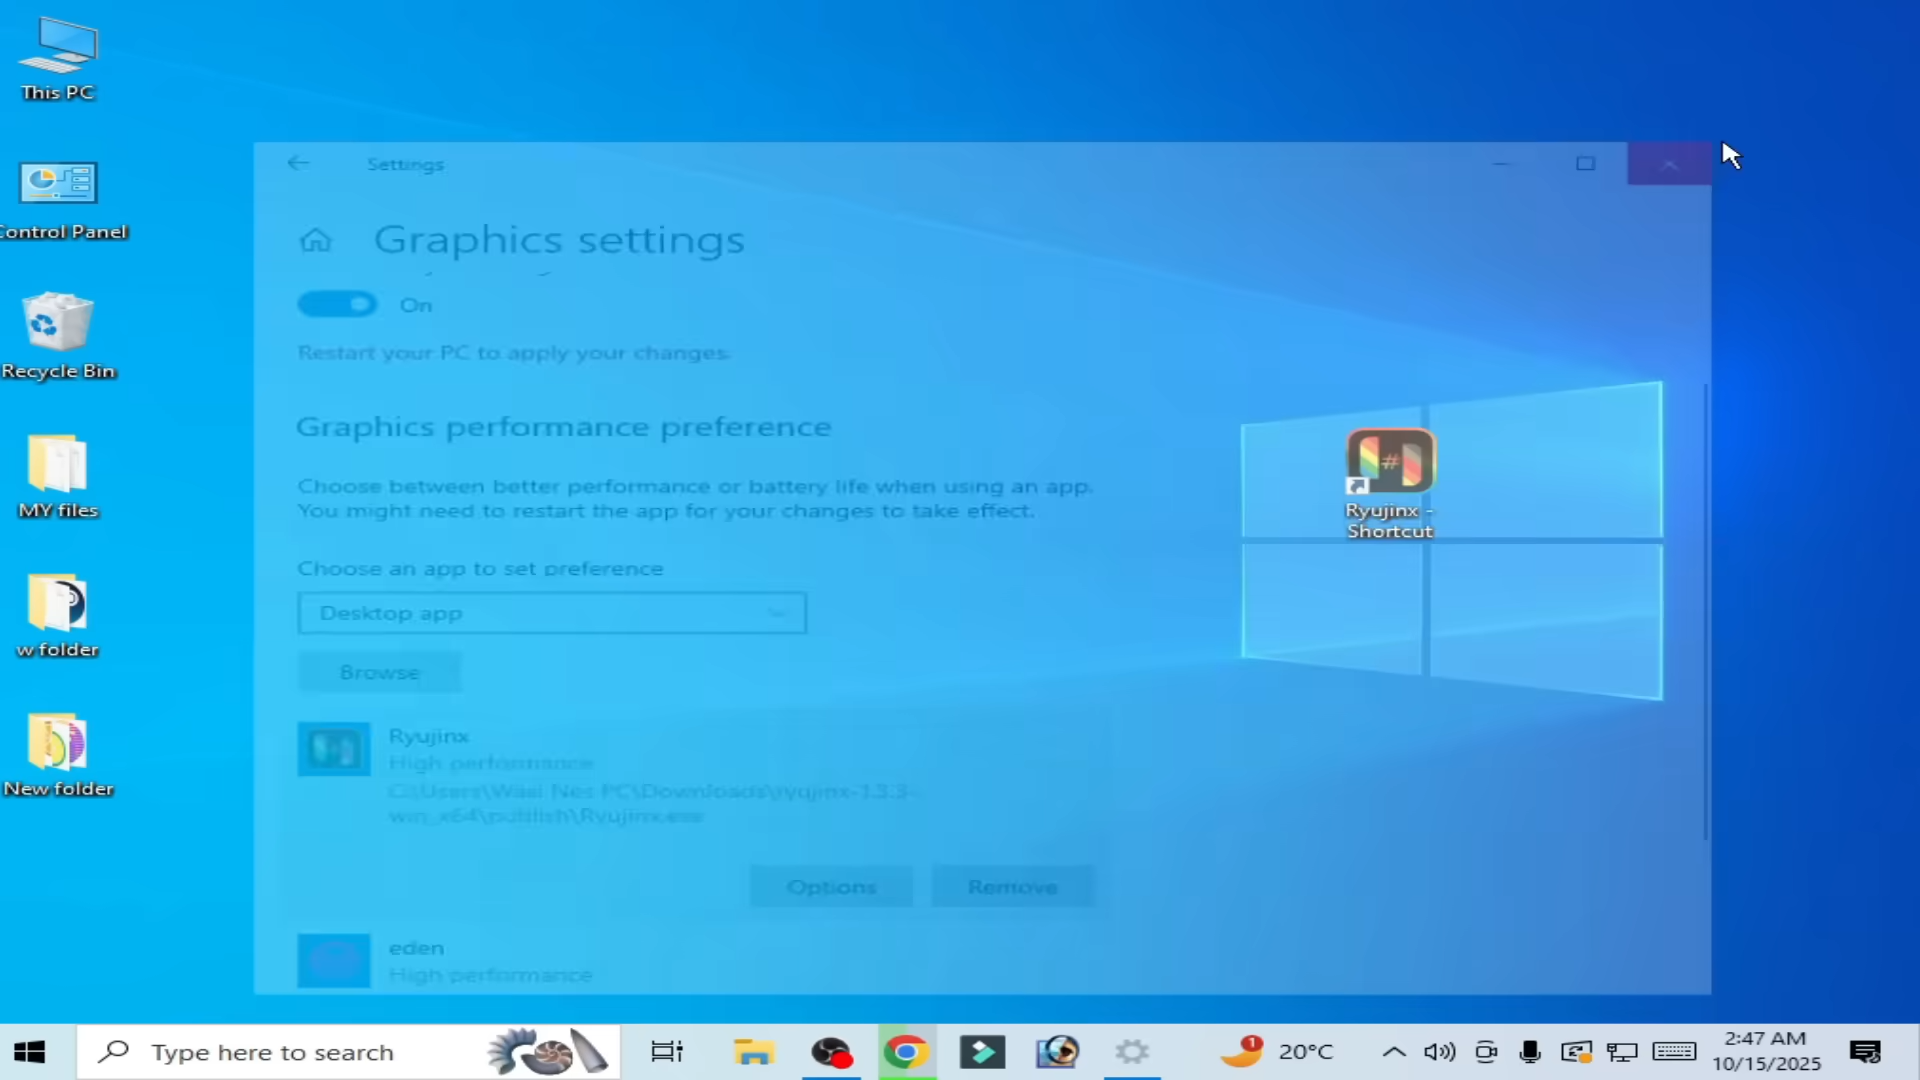 This PC
Control Panel
Recycle Bin
MY files
w folder
New folder
Settings
Graphics settings
On
Restart your PC to apply your changes.
Graphics performance preference
Choose between better performance or battery life when using an app.
You might need to restart the app for your changes to take effect.
Choose an app to set preference
Desktop app
Browse
Ryujinx
High performance
C:\Users\Wasi Nes PC\Downloads\ryujinx-1.3.3-
win_x64\publish\Ryujinx.exe
Options
Remove
eden
High performance
#
Ryujinx -
Shortcut
Type here to search
1
20°C
2:47 AM
10/15/2025